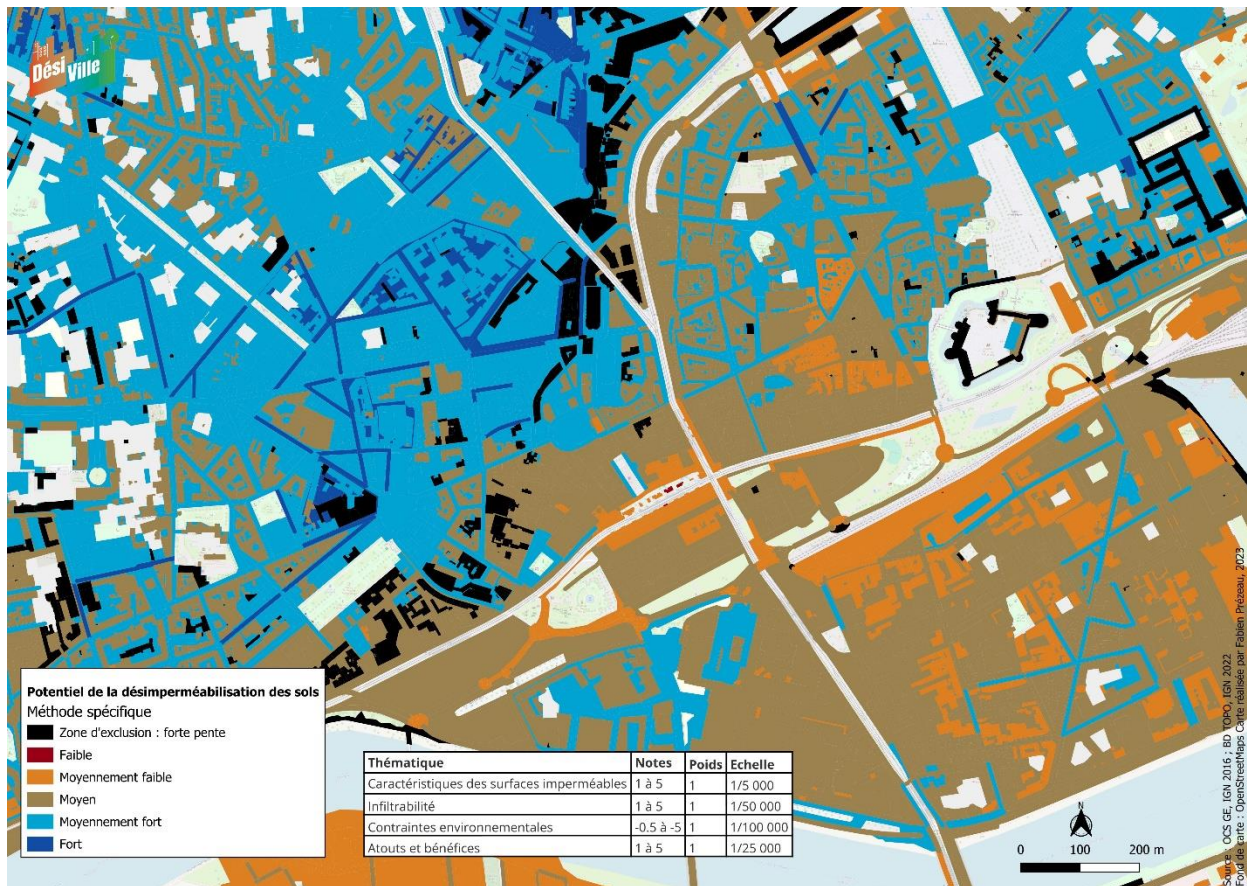 Dési Ville
Potentiel de la désimperméabilisation des sols
Méthode spécifique
Zone d'exclusion : forte pente
Faible
Moyennement faible
Moyen
Moyennement fort
Fort
Thématique Notes Poids Echelle
Caractéristiques des surfaces imperméables 1 à 5 1 1/5 000
Infiltrabilité 1 à 5 1 1/50 000
Contraintes environnementales -0.5 à -5 1 1/100 000
Atouts et bénéfices 1 à 5 1 1/25 000
N
0 100 200 m
Source : OCS GE, IGN 2016 ; BD TOPO, IGN 2022
Fond de carte : OpenStreetMaps Carte réalisée par Fabien Prézeau, 2023